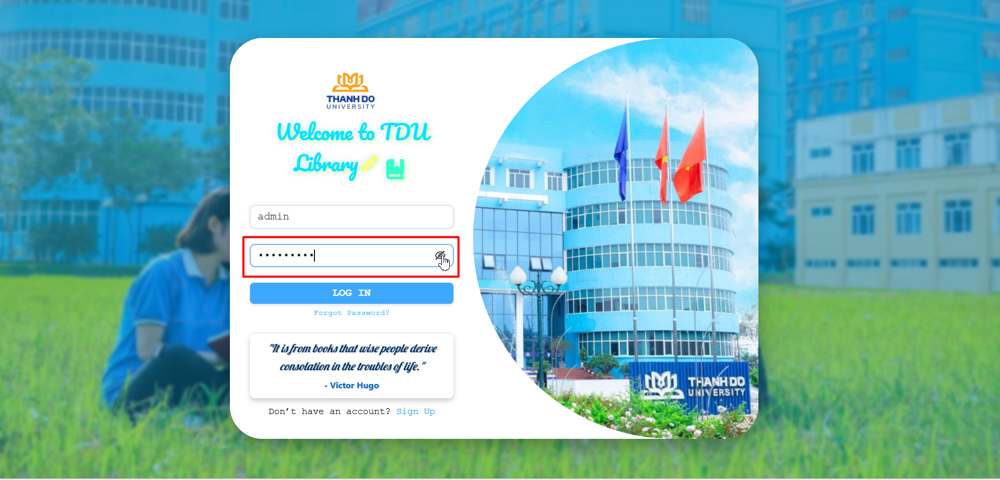 THANH DO
UNIVERSITY
Welcome to TDU
Library
admin
•••••••••
LOG IN
Forgot Password?
"It is from books that wise people derive
consolation in the troubles of life."
- Victor Hugo
Don’t have an account? Sign Up
THANH DO
UNIVERSITY